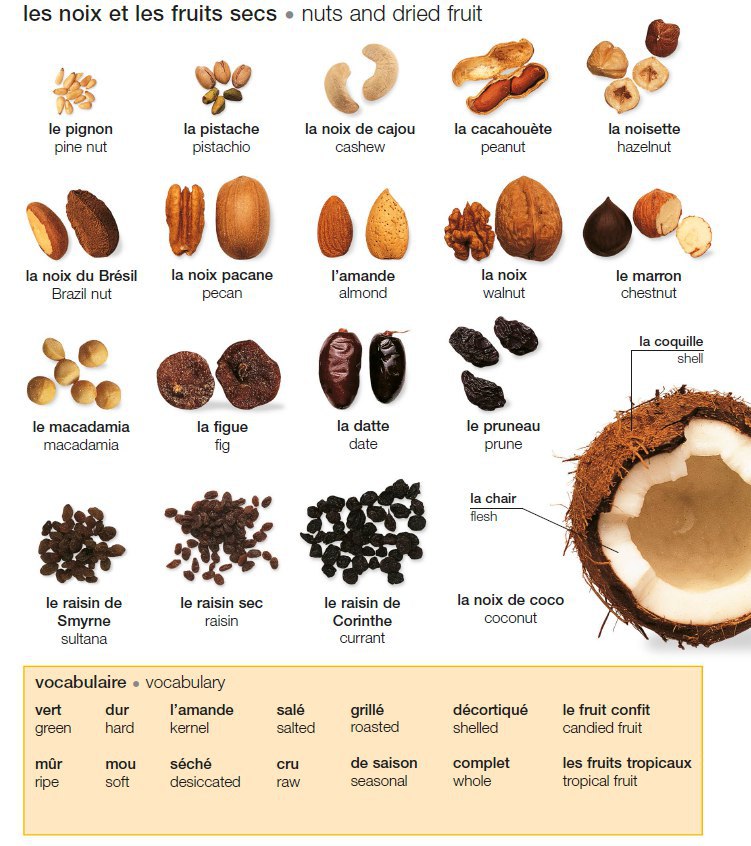 les noix et les fruits secs • nuts and dried fruit
le pignon
pine nut
la pistache
pistachio
la noix de cajou
cashew
la cacahouète
peanut
la noisette
hazelnut
la noix du Brésil
Brazil nut
la noix pacane
pecan
l'amande
almond
la noix
walnut
le marron
chestnut
la coquille
shell
le macadamia
macadamia
la figue
fig
la datte
date
le pruneau
prune
la chair
flesh
le raisin de
Smyrne
sultana
le raisin sec
raisin
le raisin de
Corinthe
currant
la noix de coco
coconut
vocabulaire • vocabulary
vert
green
dur
hard
l'amande
kernel
salé
salted
grillé
roasted
décortiqué
shelled
le fruit confit
candied fruit
mûr
ripe
mou
soft
séché
desiccated
cru
raw
de saison
seasonal
complet
whole
les fruits tropicaux
tropical fruit